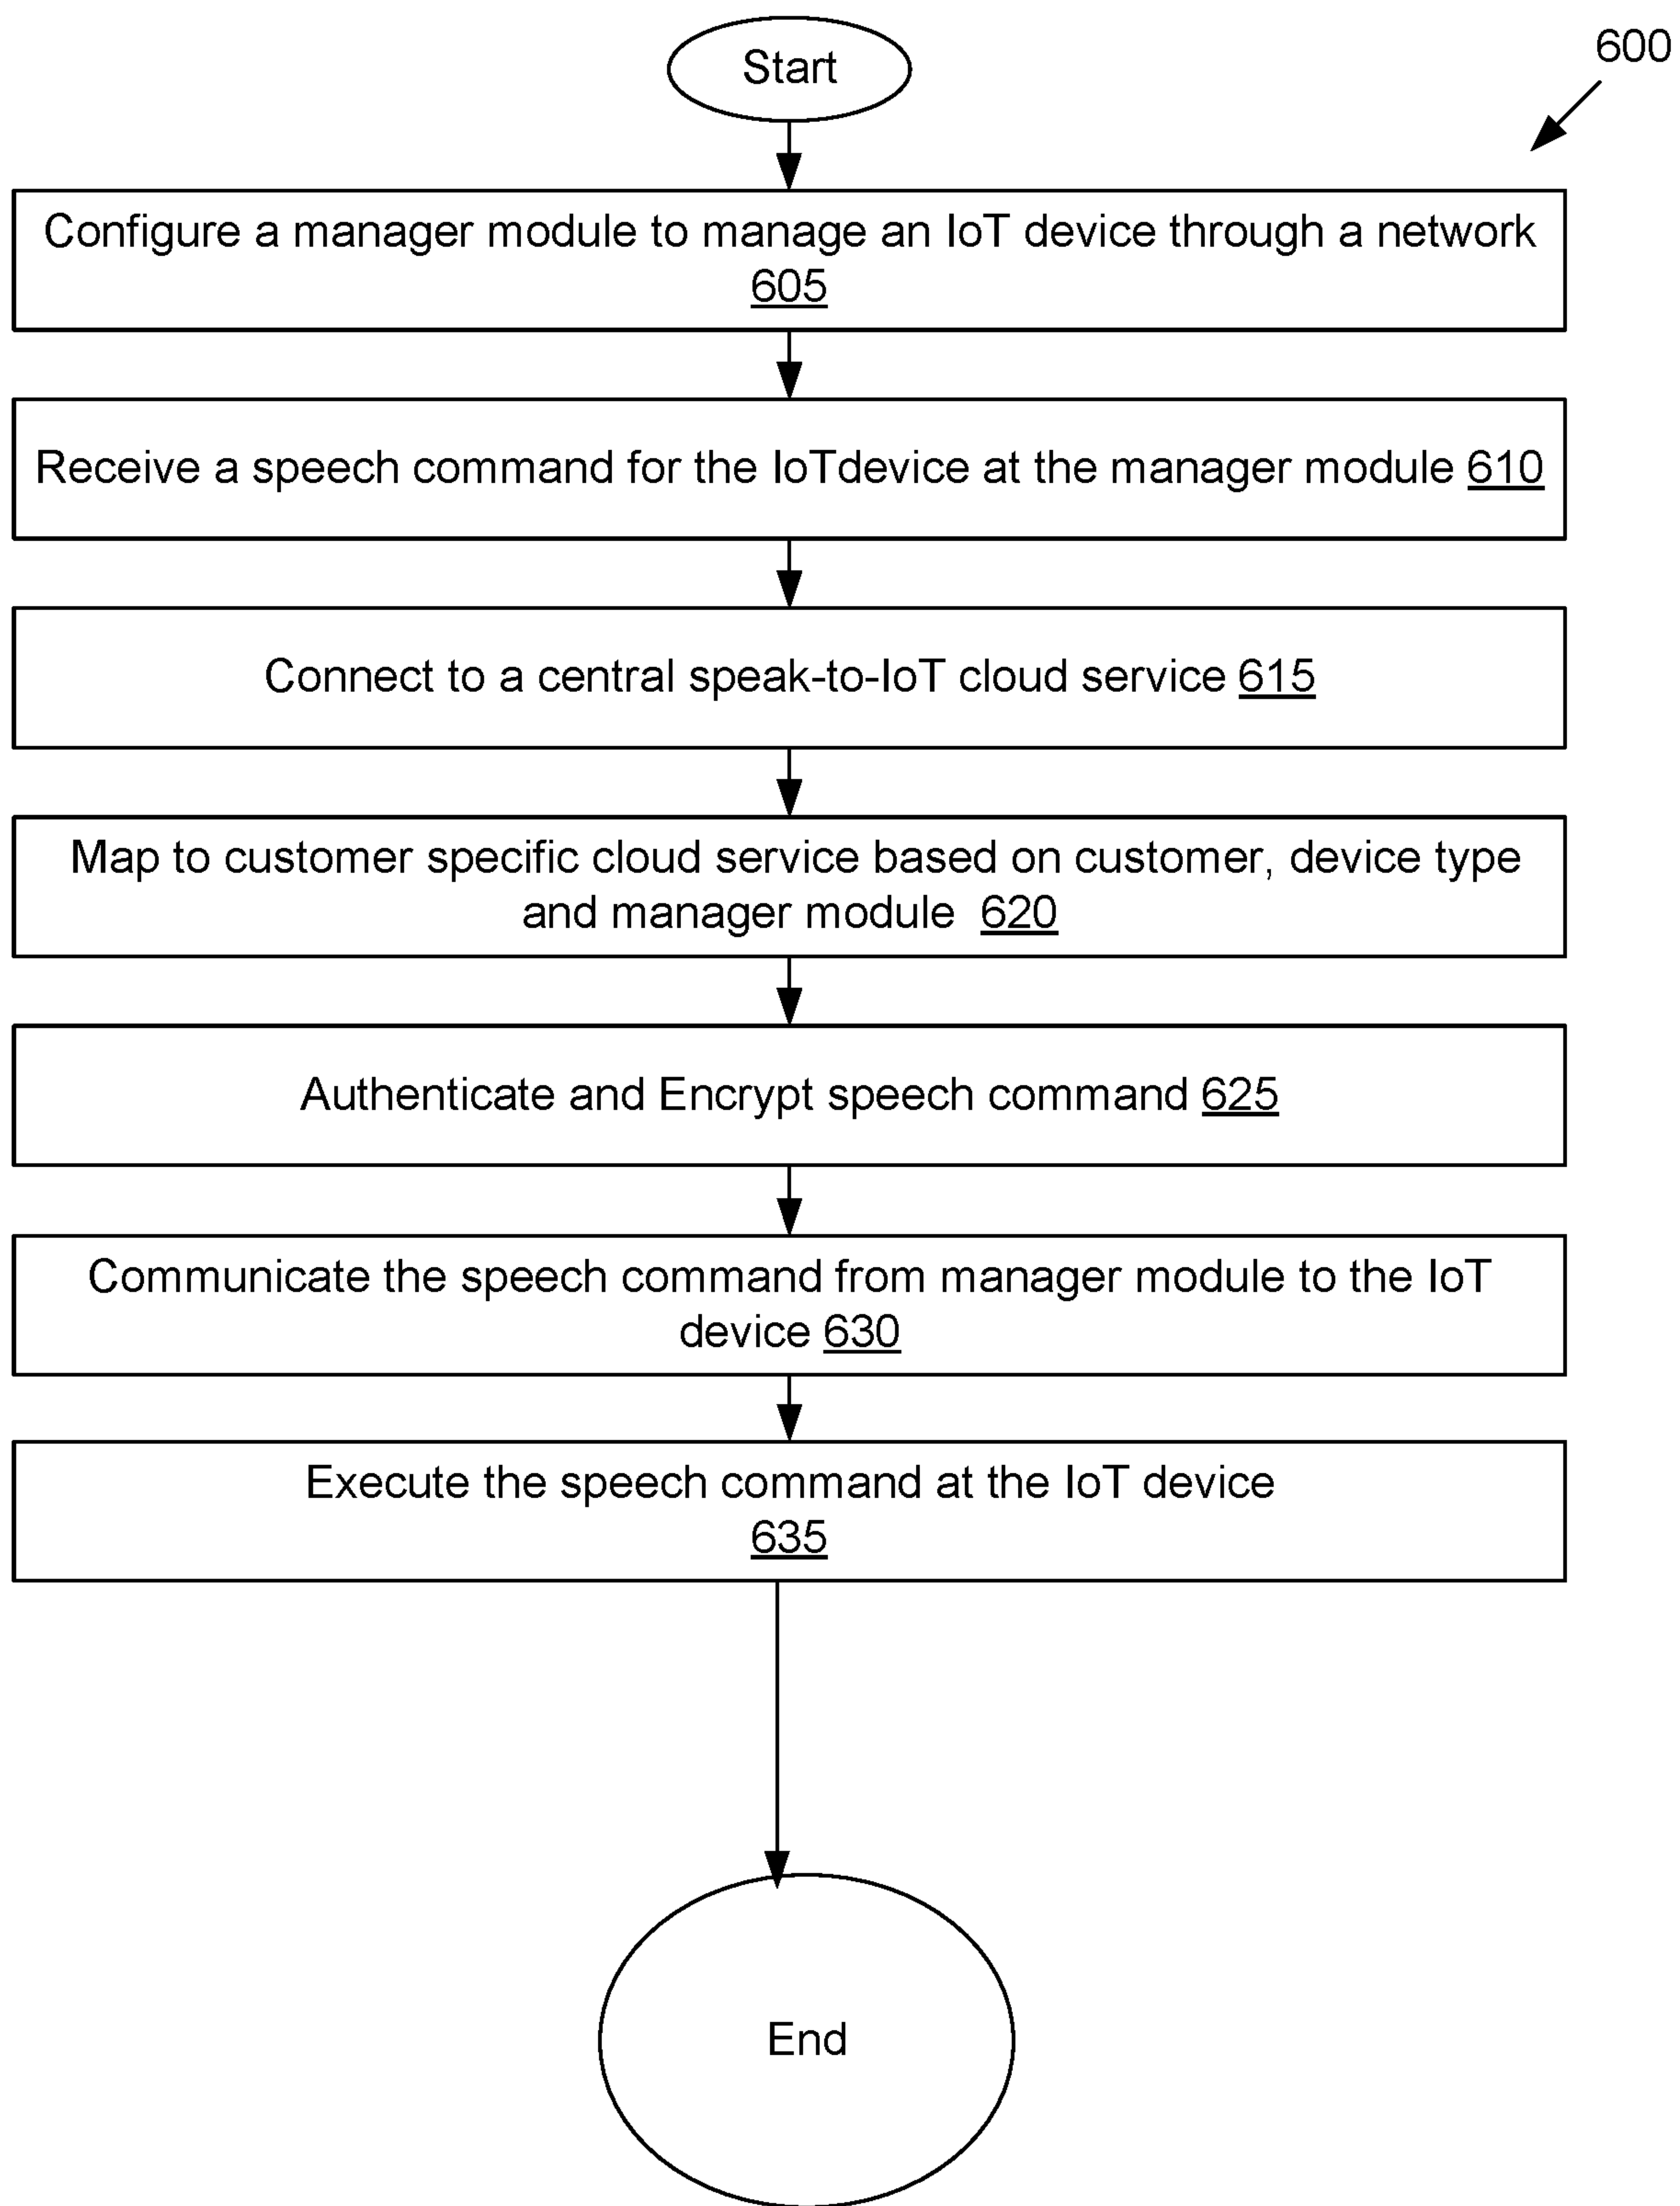 Start
600
Configure a manager module to manage an IoT device through a network
605
Receive a speech command for the IoTdevice at the manager module 610
Connect to a central speak-to-IoT cloud service 615
Map to customer specific cloud service based on customer, device type
and manager module 620
Authenticate and Encrypt speech command 625
Communicate the speech command from manager module to the IoT
device 630
Execute the speech command at the IoT device
635
End